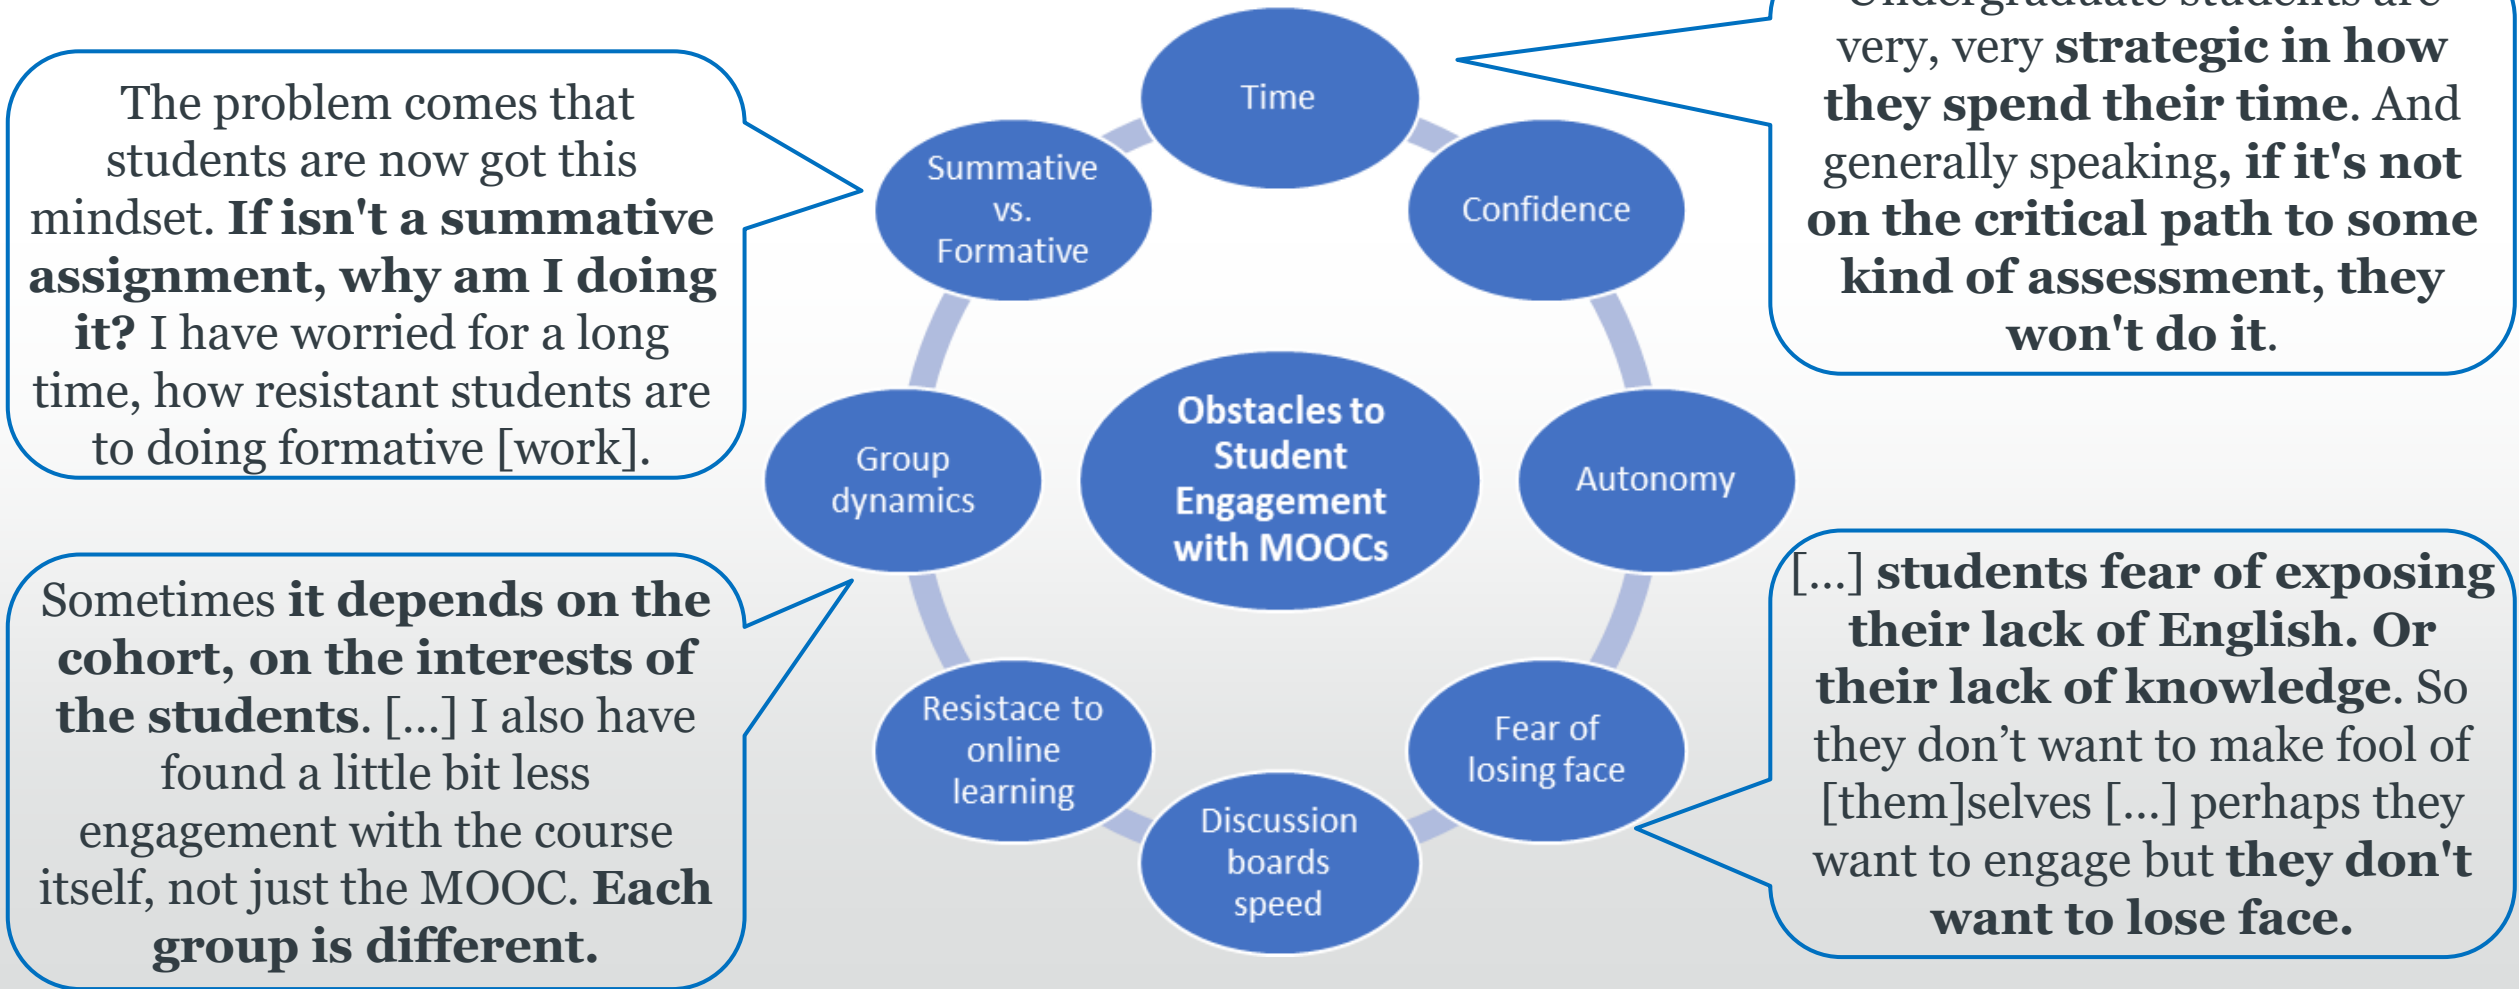 The problem comes that
students are now got this
mindset. If isn't a summative
assignment, why am I doing
it? I have worried for a long
time, how resistant students are
to doing formative [work].
Sometimes it depends on the
cohort, on the interests of
the students. [...] I also have
found a little bit less
engagement with the course
itself, not just the MOOC. Each
group is different.
Time
Confidence
Autonomy
Fear of
losing face
Discussion
boards
speed
Resistace to
online
learning
Group
dynamics
Summative
vs.
Formative
Obstacles to
Student
Engagement
with MOOCs
Undergraduate students are
very, very strategic in how
they spend their time. And
generally speaking, if it's not
on the critical path to some
kind of assessment, they
won't do it.
[...] students fear of exposing
their lack of English. Or
their lack of knowledge. So
they don’t want to make fool of
[them]selves [...] perhaps they
want to engage but they don't
want to lose face.